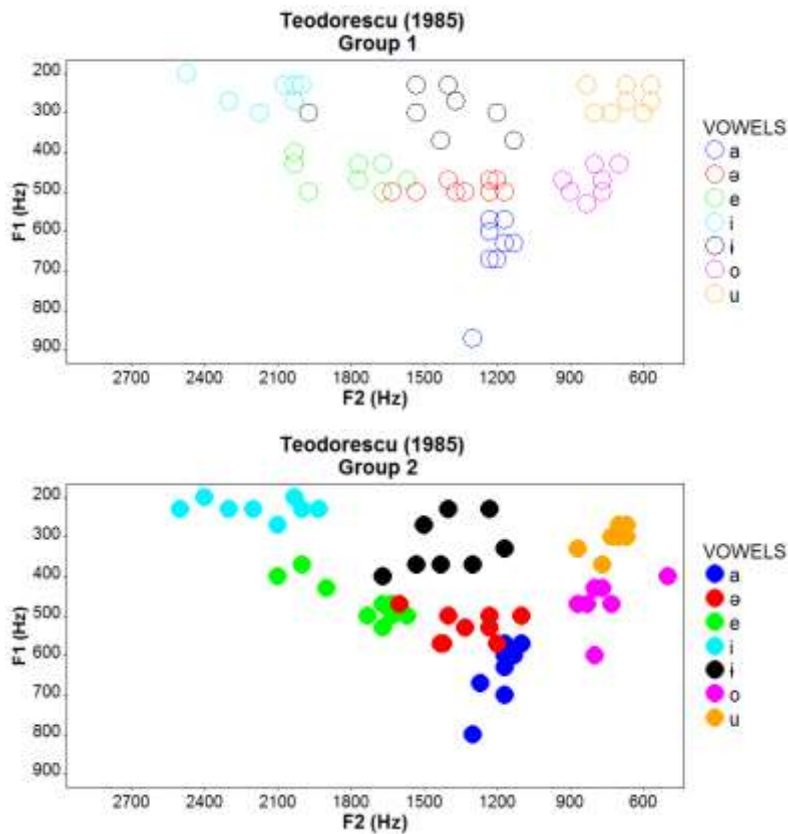 Teodorescu (1985)
Group 1
200
300
400
500
600
700
800
900
F1 (Hz)
2700 2400 2100 1800 1500 1200 900 600
F2 (Hz)
VOWELS
a
ə
e
i
ɨ
o
u
Teodorescu (1985)
Group 2
200
300
400
500
600
700
800
900
F1 (Hz)
2700 2400 2100 1800 1500 1200 900 600
F2 (Hz)
VOWELS
a
ə
e
i
ɨ
o
u